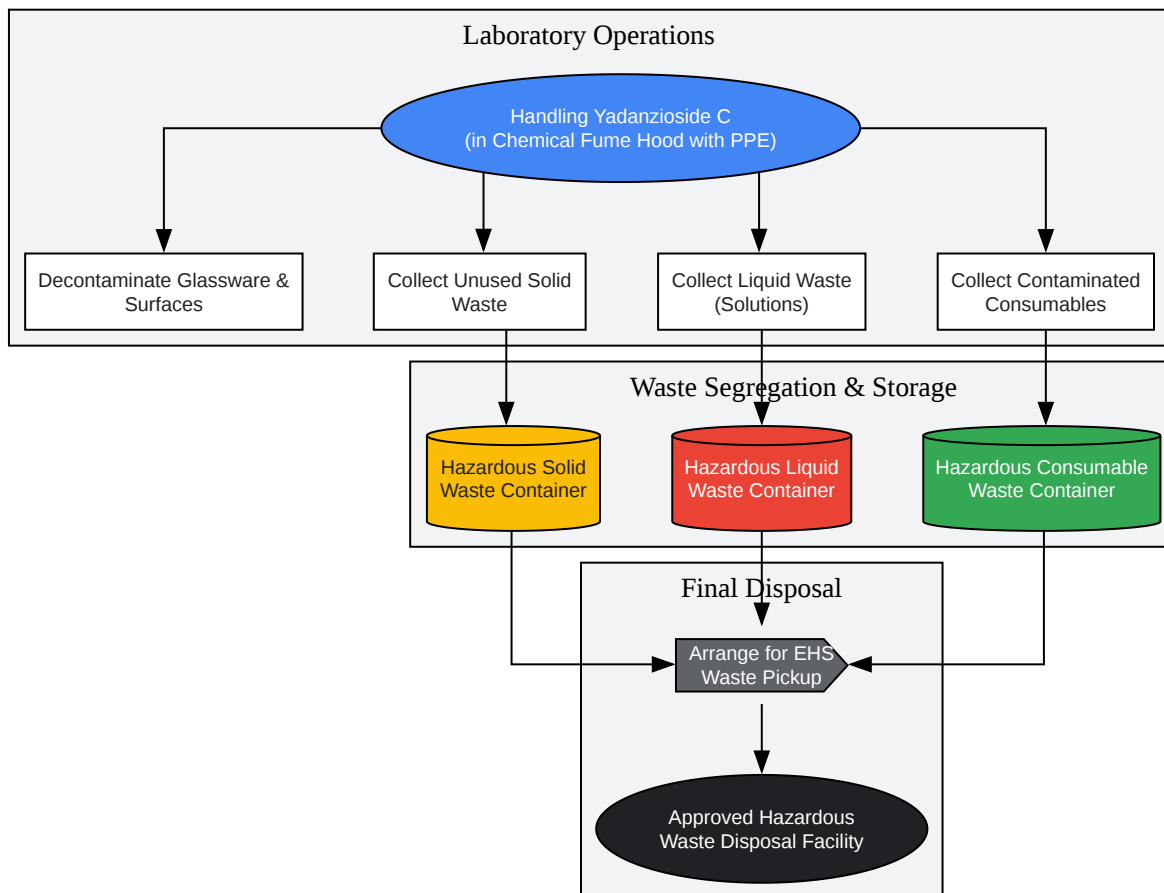 Laboratory Operations
Handling Yadanzioside C
(in Chemical Fume Hood with PPE)
Decontaminate Glassware &
Surfaces
Collect Unused Solid
Waste
Collect Liquid Waste
(Solutions)
Collect Contaminated
Consumables
Waste Segregation & Storage
Hazardous Solid
Waste Container
Hazardous Liquid
Waste Container
Hazardous Consumable
Waste Container
Final Disposal
Arrange for EHS
Waste Pickup
Approved Hazardous
Waste Disposal Facility